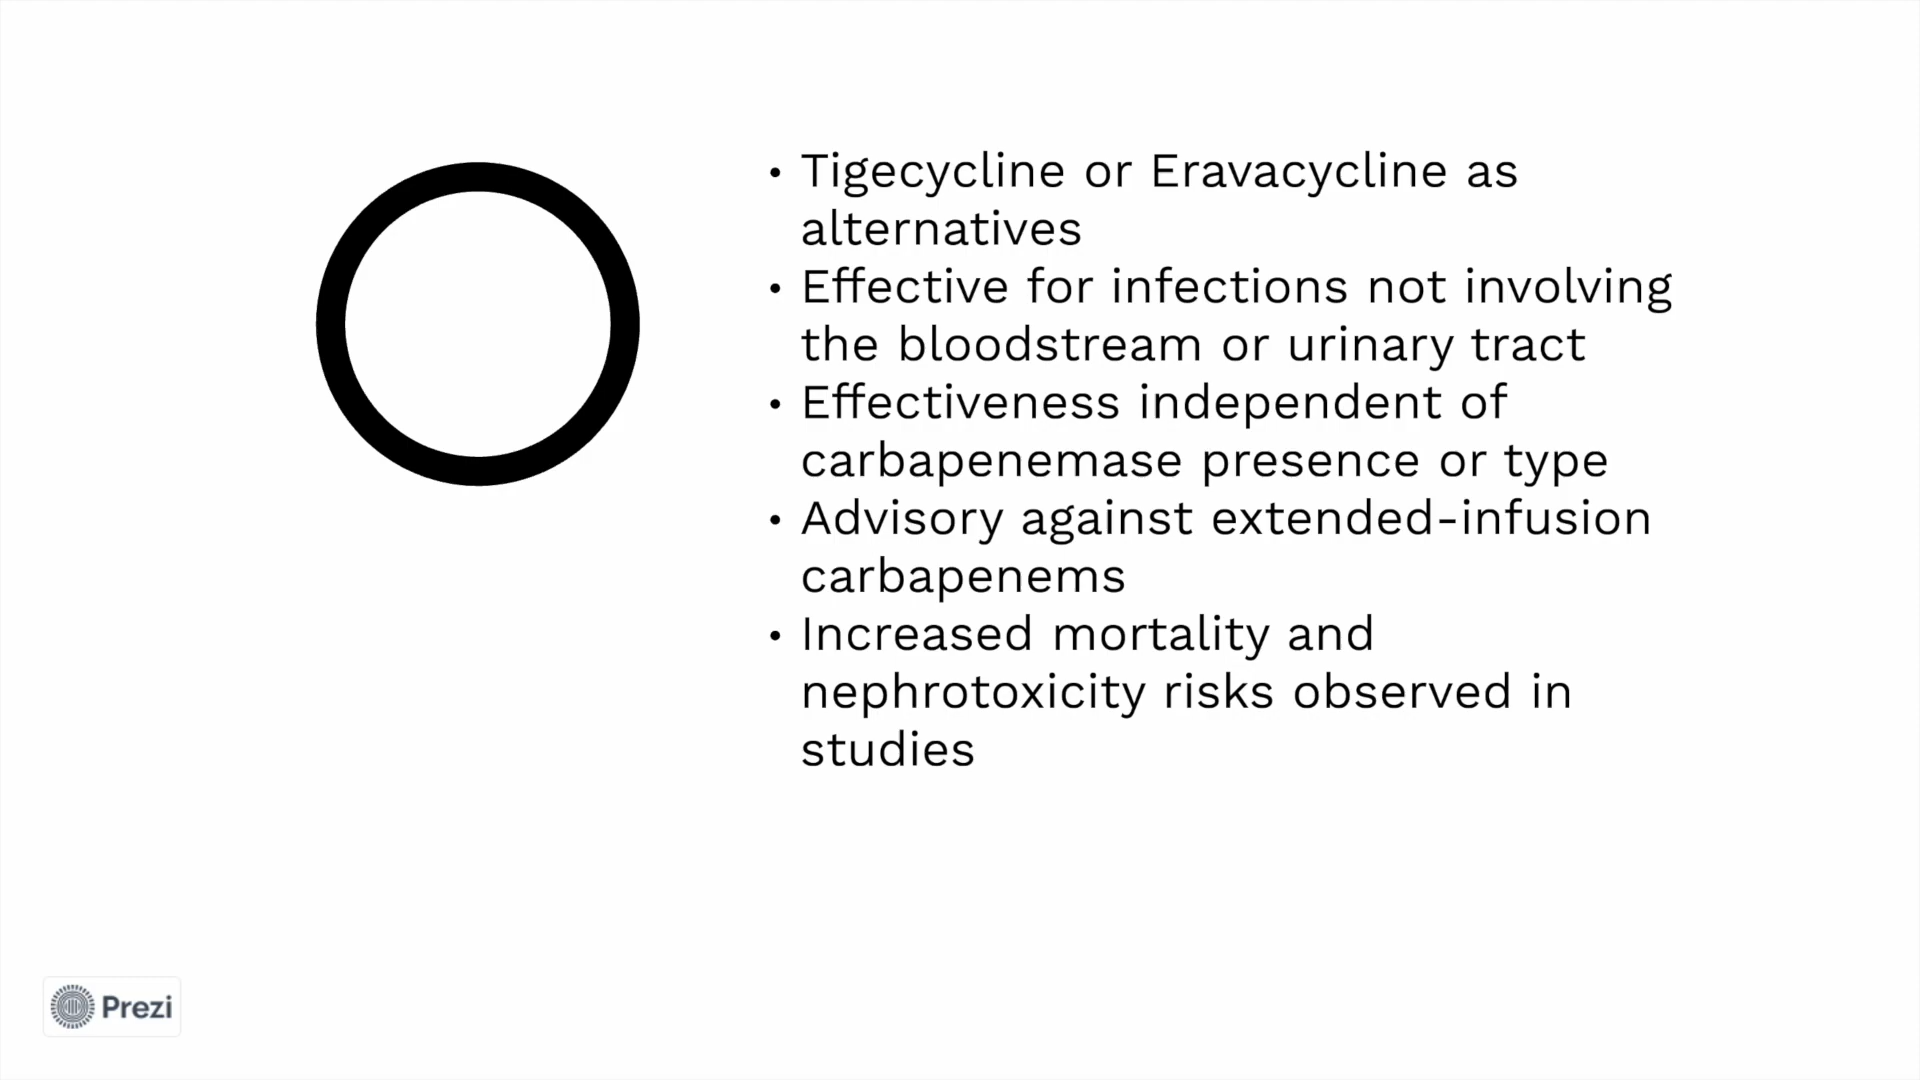 • Tigecycline or Eravacycline as
alternatives
• Effective for infections not involving
the bloodstream or urinary tract
• Effectiveness independent of
carbapenemase presence or type
• Advisory against extended-infusion
carbapenems
• Increased mortality and
nephrotoxicity risks observed in
studies
Prezi